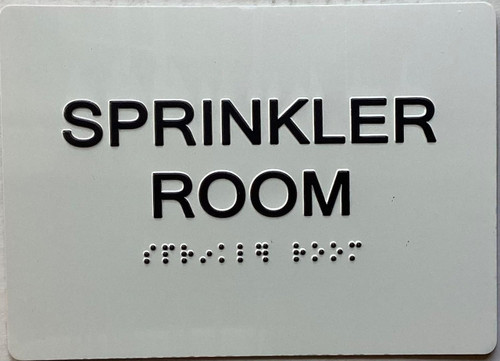 SPRINKLER
ROOM
⠎⠏⠗⠔⠅⠇⠻ ⠗⠕⠕⠍